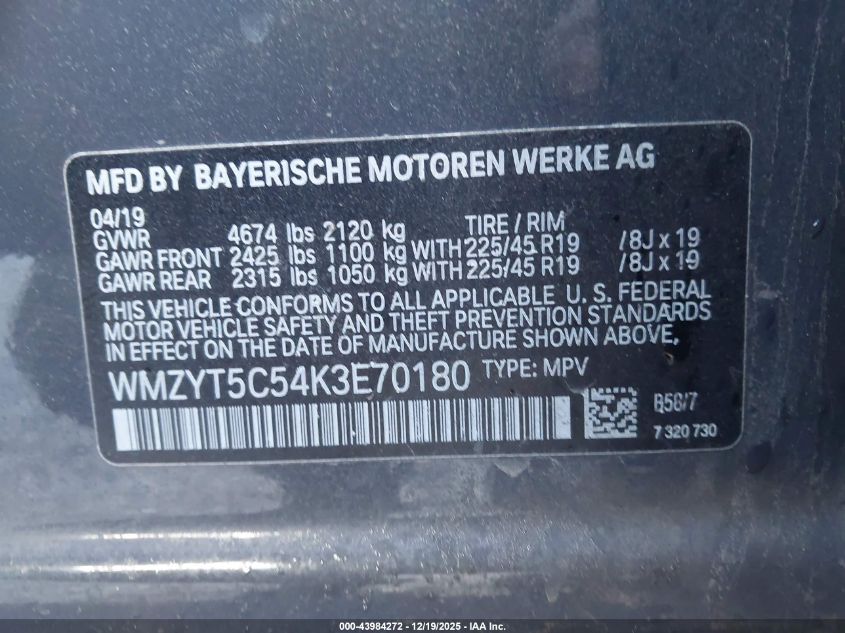 MFD BY BAYERISCHE MOTOREN WERKE AG
04/19 TIRE / RIM
GVWR 4674 lbs 2120 kg
GAWR FRONT 2425 lbs 1100 kg WITH 225/45 R19 /8J x 19
GAWR REAR 2315 lbs 1050 kg WITH 225/45 R19 /8J x 19
THIS VEHICLE CONFORMS TO ALL APPLICABLE U. S. FEDERAL
MOTOR VEHICLE SAFETY AND THEFT PREVENTION STANDARDS
IN EFFECT ON THE DATE OF MANUFACTURE SHOWN ABOVE.
WMZYT5C54K3E70180 TYPE: MPV
7 320 730
000-43984272 - 12/19/2025 - IAA Inc.